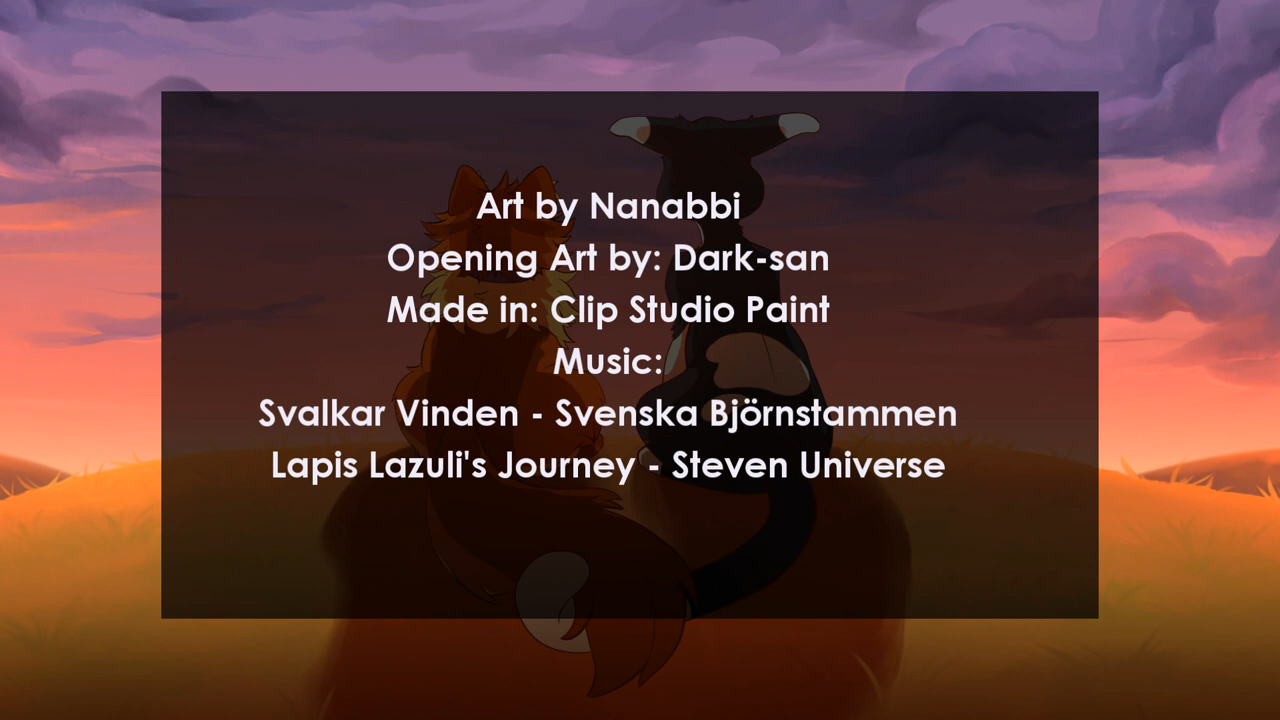 Art by Nanabbi
Opening Art by: Dark-san
Made in: Clip Studio Paint
Music:
Svalkar Vinden - Svenska Björnstammen
Lapis Lazuli's Journey - Steven Universe